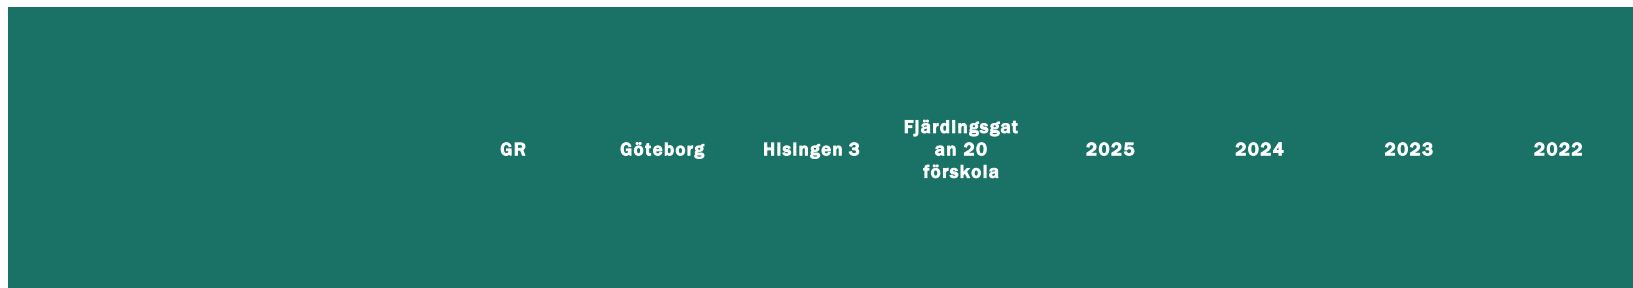 GR Göteborg Hisingen 3 Fjärdingsgat
an 20
förskola 2025 2024 2023 2022